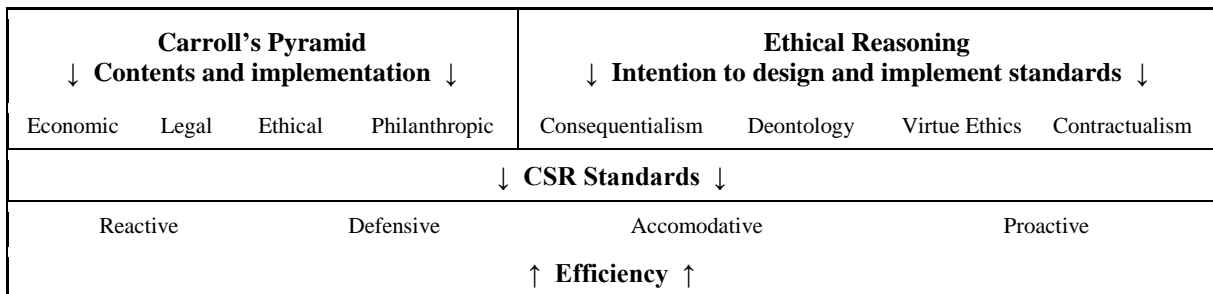 Carroll’s Pyramid
↓ Contents and implementation ↓
Economic Legal Ethical Philanthropic
Ethical Reasoning
↓ Intention to design and implement standards ↓
Consequentialism Deontology Virtue Ethics Contractualism
↓ CSR Standards ↓
Reactive Defensive Accomodative Proactive
↑ Efficiency ↑